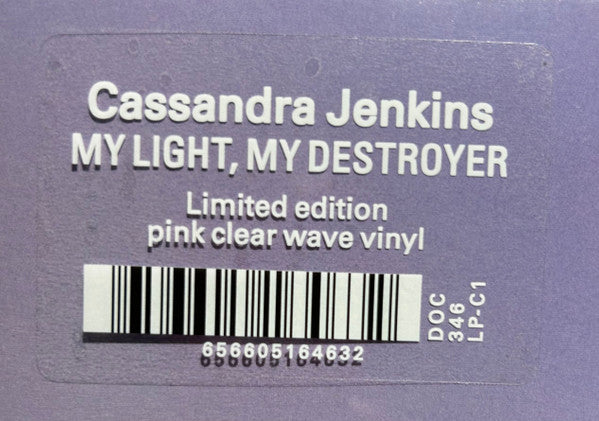 Cassandra Jenkins
MY LIGHT, MY DESTROYER
Limited edition
pink clear wave vinyl
656605164632
DOC
346
LP-C1